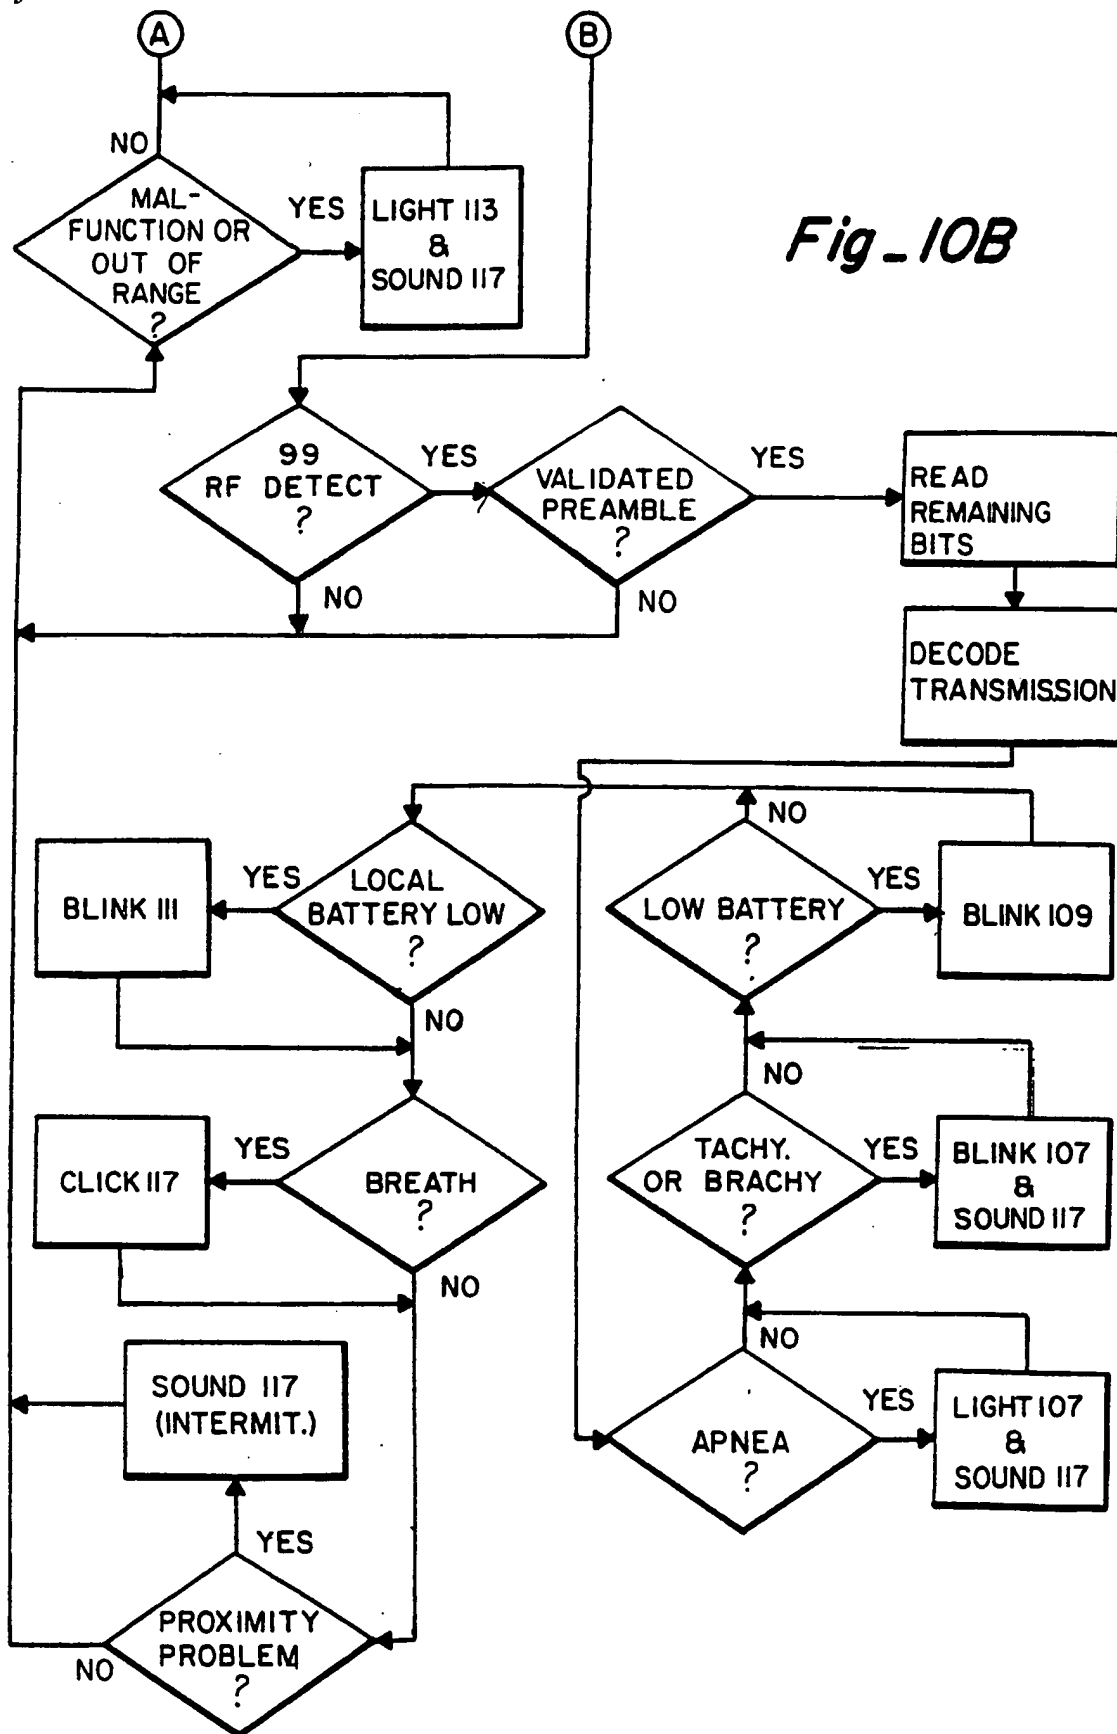 A
B
Fig_10B
NO
MAL-
FUNCTION OR
OUT OF
RANGE
?
YES
LIGHT 113
&
SOUND 117
99
RF DETECT
?
YES
NO
VALIDATED
PREAMBLE
?
YES
NO
READ
REMAINING
BITS
DECODE
TRANSMISSION
BLINK 111
YES
LOCAL
BATTERY LOW
?
NO
NO
LOW BATTERY
?
YES
BLINK 109
CLICK 117
YES
BREATH
?
NO
NO
TACHY.
OR BRACHY
?
YES
BLINK 107
&
SOUND 117
SOUND 117
(INTERMIT.)
YES
PROXIMITY
PROBLEM
?
NO
NO
APNEA
?
YES
LIGHT 107
&
SOUND 117